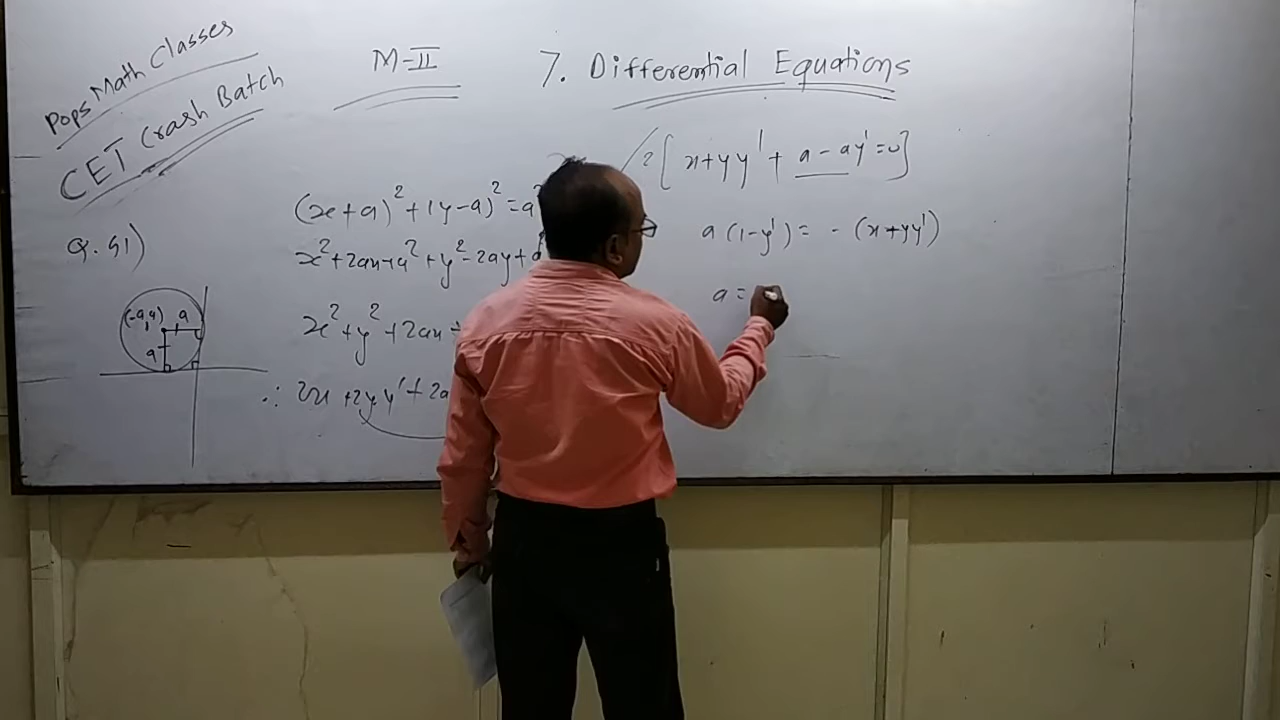 Pops Math Classes
CET Crash Batch
M-II
7. Differential Equations
Q. 51)
(x+a)² + (y-a)² = a²
x²+2ax+a²+y²-2ay+a²
x²+y²+2ax+
∴ 2x+2yy'+2a
(-a,a)
a
a
2[x+yy'+a-ay'=0]
a(1-y') = -(x+yy')
a =